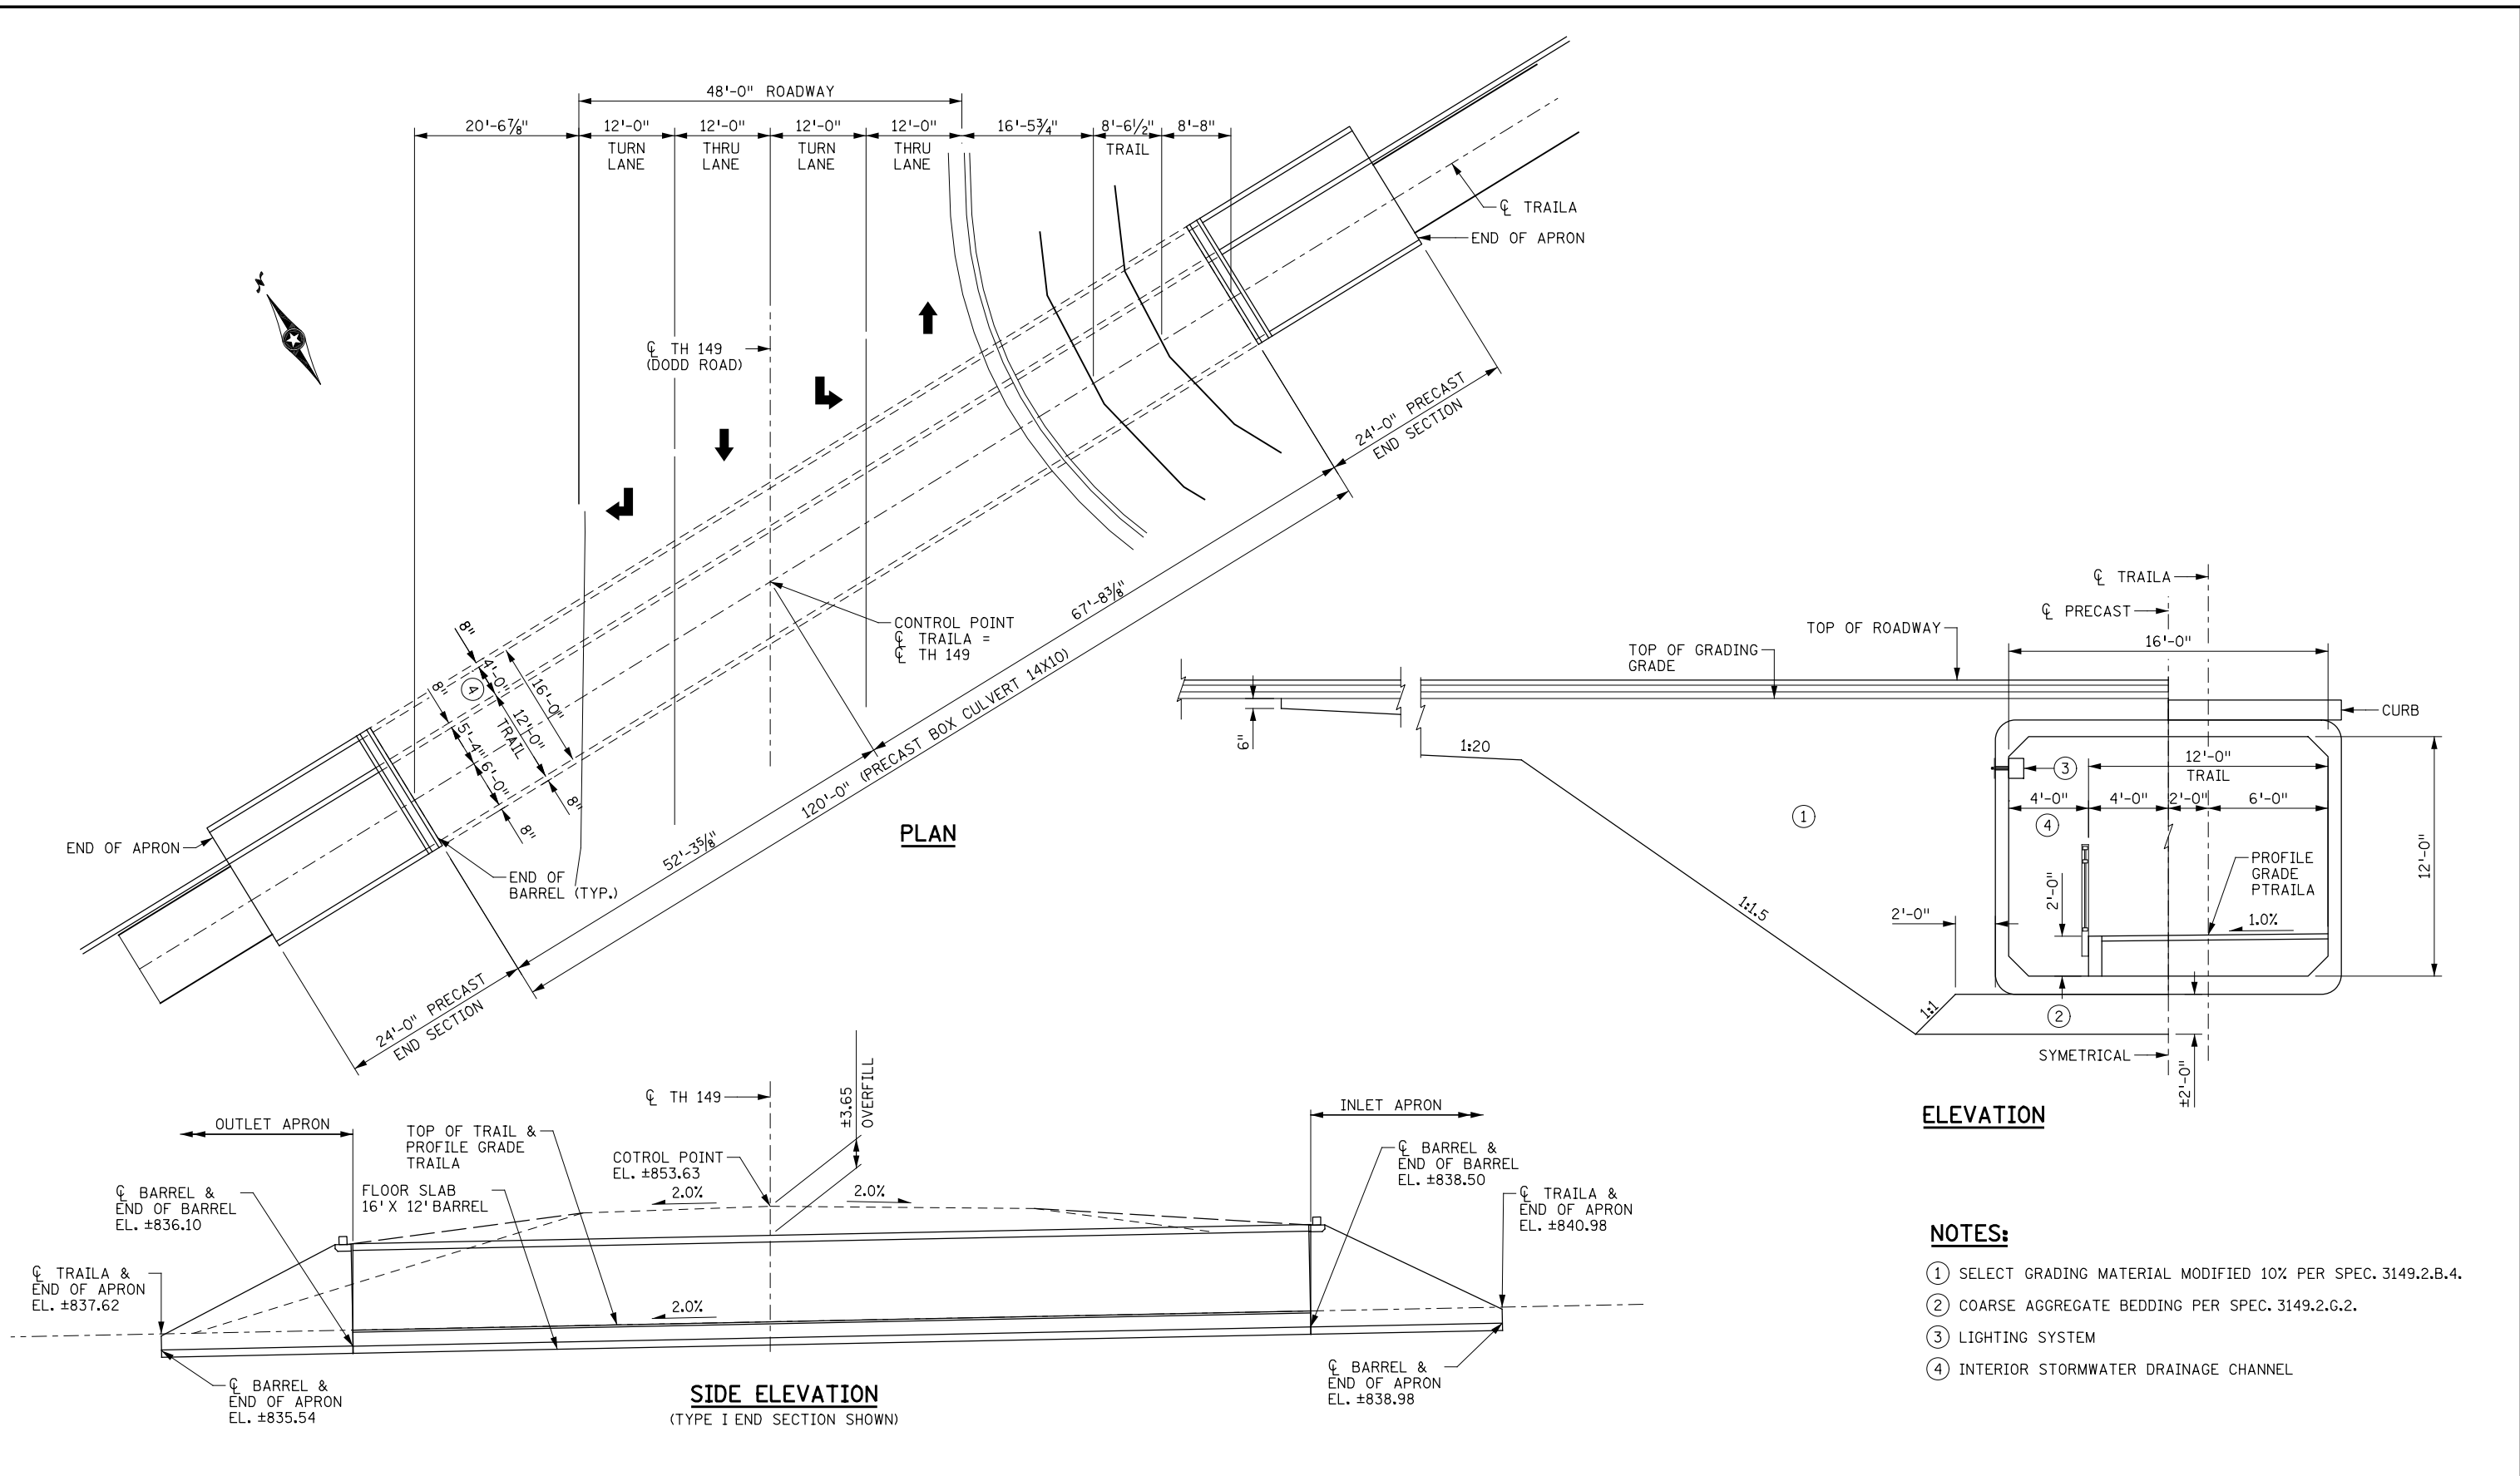 48'-0" ROADWAY
20'-6⅞"
12'-0"
12'-0"
12'-0"
12'-0"
16'-5¾"
8'-6½"
8'-8"
TURN
LANE
THRU
LANE
TURN
LANE
THRU
LANE
TRAIL
N
℄ TRAILA
END OF APRON
℄ TH 149
(DODD ROAD)
24'-0" PRECAST
END SECTION
CONTROL POINT
℄ TRAILA =
℄ TH 149
67'-8⅜"
120'-0" (PRECAST BOX CULVERT 14X10)
52'-3⅝"
8"
4'-0"
4
16'-0"
8"
12'-0"
TRAIL
5'-4"
6'-0"
8"
8"
END OF APRON
END OF
BARREL (TYP.)
24'-0" PRECAST
END SECTION
PLAN
℄ TRAILA
℄ PRECAST
TOP OF ROADWAY
16'-0"
TOP OF GRADING
GRADE
CURB
6"
1:20
3
12'-0"
TRAIL
4'-0"
4'-0"
2'-0"
6'-0"
1
4
12'-0"
PROFILE
GRADE
PTRAILA
2'-0"
1:1.5
2'-0"
1.0%
1:1
2
SYMETRICAL
±2'-0"
ELEVATION
℄ TH 149
±3.65
OVERFILL
OUTLET APRON
INLET APRON
TOP OF TRAIL &
PROFILE GRADE
TRAILA
COTROL POINT
EL. ±853.63
℄ BARREL &
END OF BARREL
EL. ±838.50
℄ BARREL &
END OF BARREL
EL. ±836.10
FLOOR SLAB
16' X 12' BARREL
2.0%
2.0%
℄ TRAILA &
END OF APRON
EL. ±840.98
℄ TRAILA &
END OF APRON
EL. ±837.62
2.0%
℄ BARREL &
END OF APRON
EL. ±835.54
℄ BARREL &
END OF APRON
EL. ±838.98
SIDE ELEVATION
(TYPE I END SECTION SHOWN)
NOTES:
1 SELECT GRADING MATERIAL MODIFIED 10% PER SPEC. 3149.2.B.4.
2 COARSE AGGREGATE BEDDING PER SPEC. 3149.2.G.2.
3 LIGHTING SYSTEM
4 INTERIOR STORMWATER DRAINAGE CHANNEL